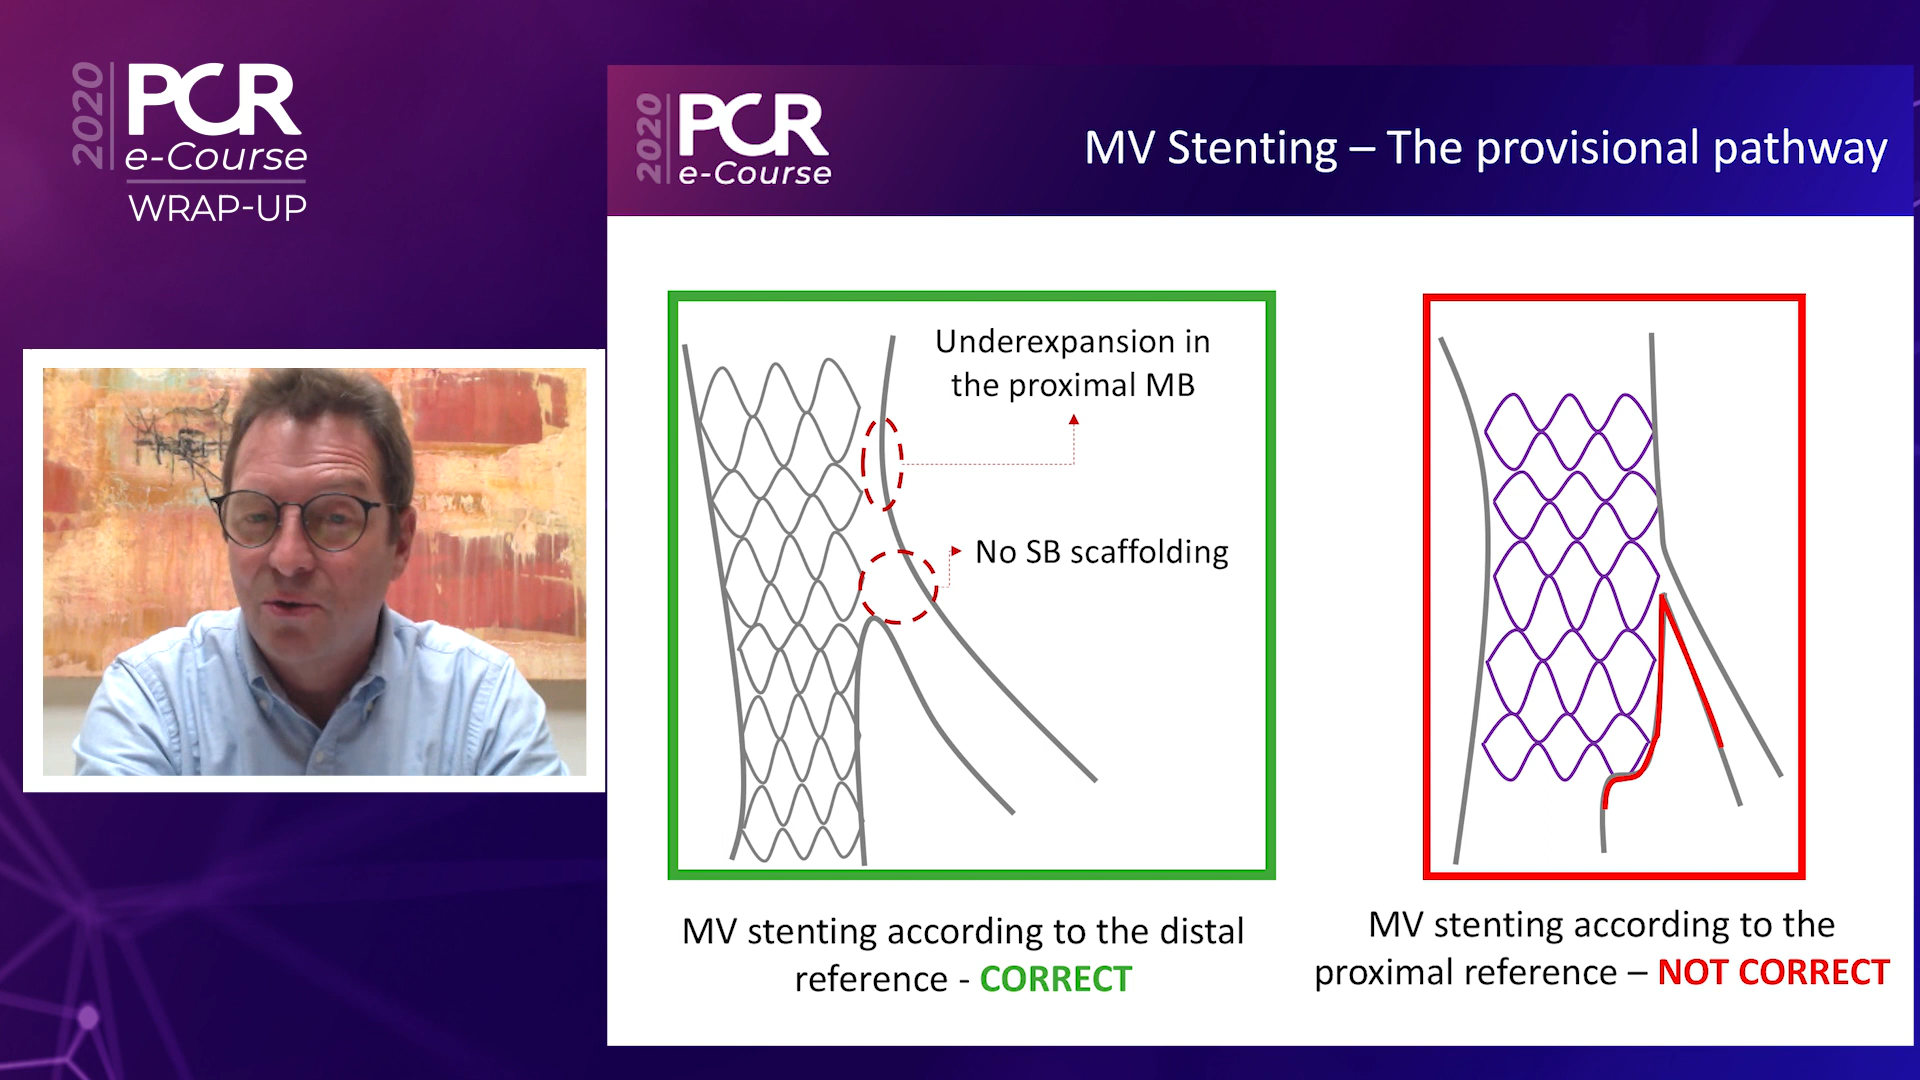 2020
PCR
e-Course
WRAP-UP
2020
PCR
e-Course
MV Stenting – The provisional pathway
Underexpansion in
the proximal MB
No SB scaffolding
MV stenting according to the distal
reference - CORRECT
MV stenting according to the
proximal reference – NOT CORRECT